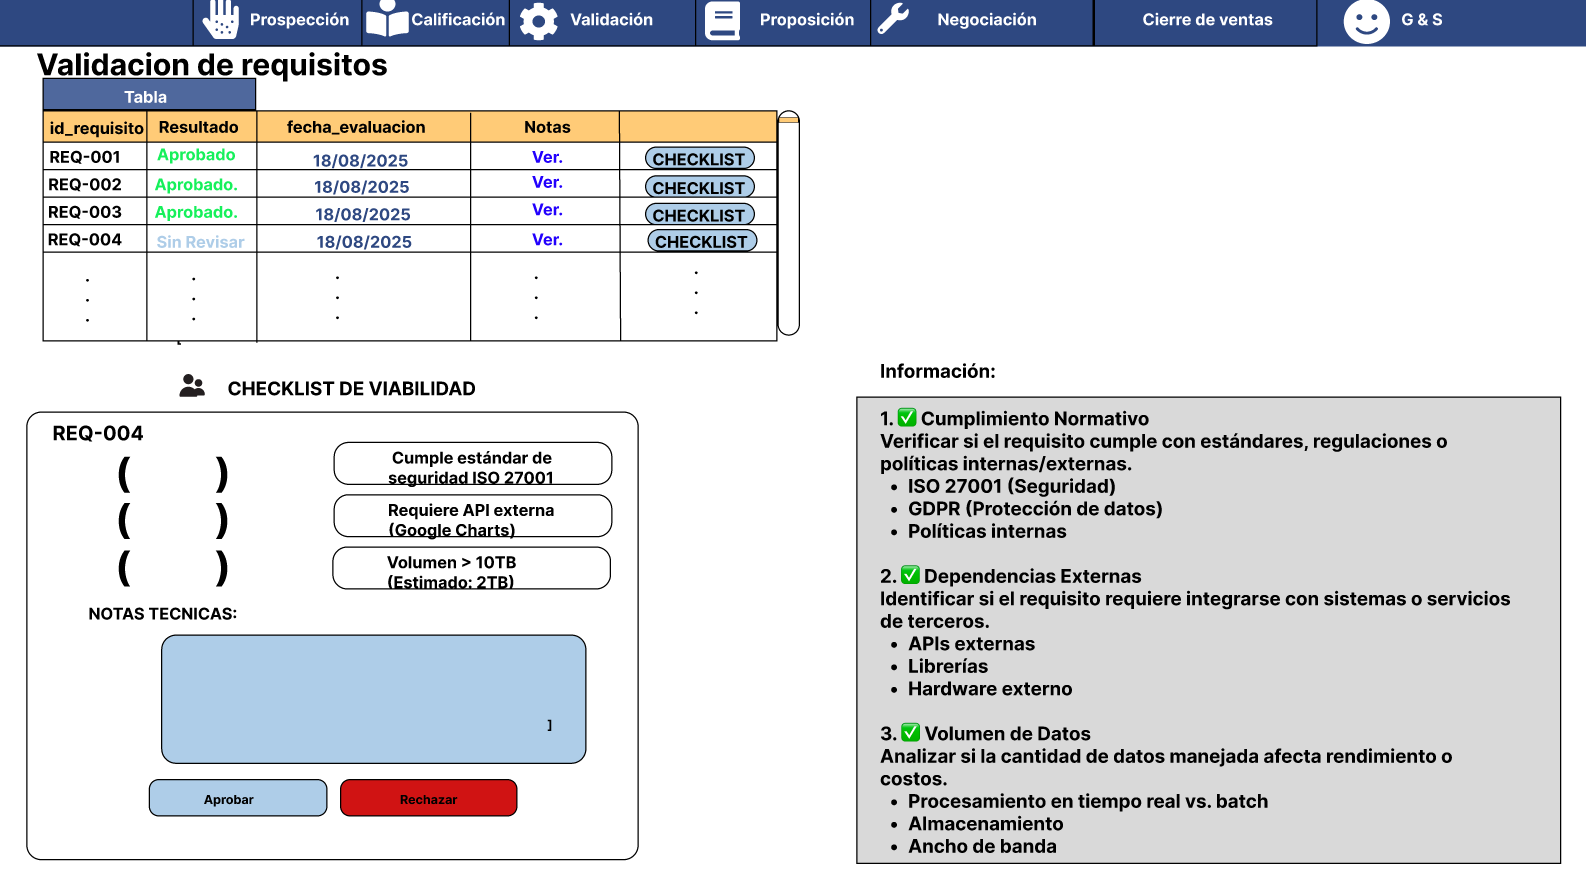 Prospección Calificación Validación Proposición Negociación Cierre de ventas G & S
Validacion de requisitos
Tabla
id_requisito Resultado fecha_evaluacion Notas
REQ-001 Aprobado 18/08/2025 Ver. CHECKLIST
REQ-002 Aprobado. 18/08/2025 Ver. CHECKLIST
REQ-003 Aprobado. 18/08/2025 Ver. CHECKLIST
REQ-004 Sin Revisar 18/08/2025 Ver. CHECKLIST
. . . . .
. . . . .
. . . . .
CHECKLIST DE VIABILIDAD
REQ-004
( )
Cumple estándar de
seguridad ISO 27001
( )
Requiere API externa
(Google Charts)
( )
Volumen > 10TB
(Estimado: 2TB)
NOTAS TECNICAS:
]
Aprobar Rechazar
Información:
1. ✅ Cumplimiento Normativo
Verificar si el requisito cumple con estándares, regulaciones o
políticas internas/externas.
• ISO 27001 (Seguridad)
• GDPR (Protección de datos)
• Políticas internas
2. ✅ Dependencias Externas
Identificar si el requisito requiere integrarse con sistemas o servicios
de terceros.
• APIs externas
• Librerías
• Hardware externo
3. ✅ Volumen de Datos
Analizar si la cantidad de datos manejada afecta rendimiento o
costos.
• Procesamiento en tiempo real vs. batch
• Almacenamiento
• Ancho de banda